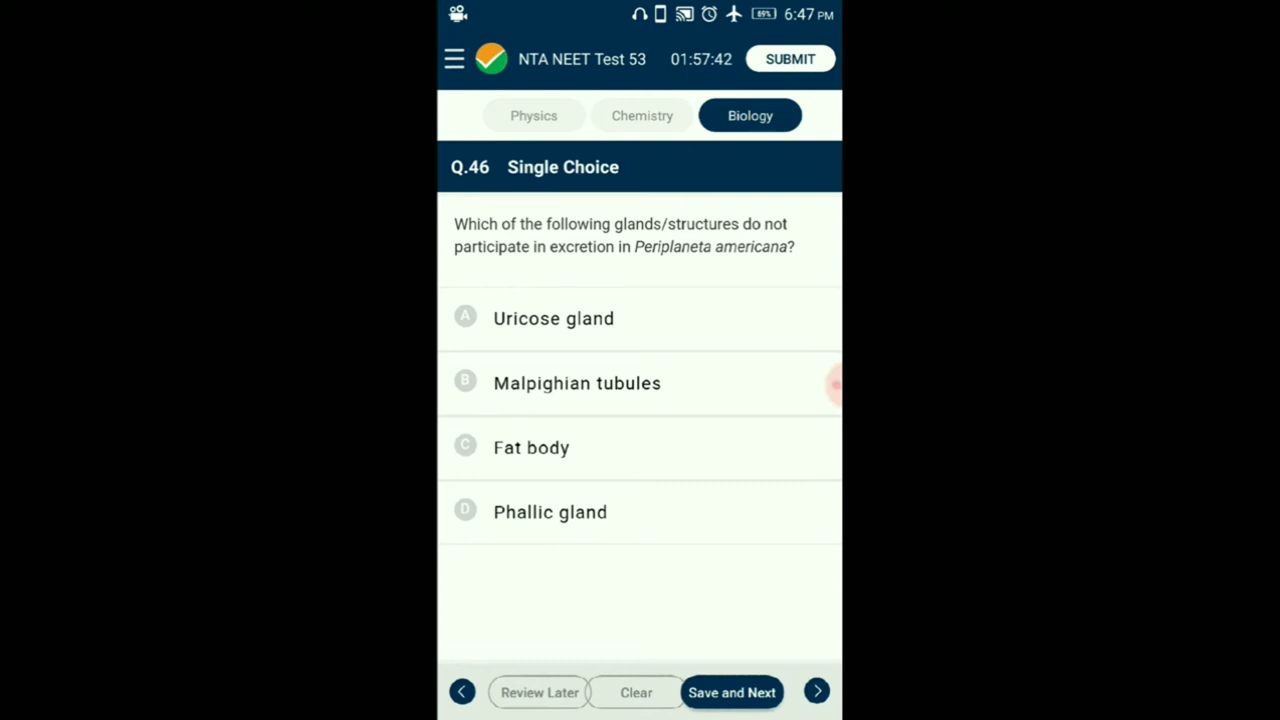 69% 6:47 PM
NTA NEET Test 53 01:57:42 SUBMIT
Physics Chemistry Biology
Q.46 Single Choice
Which of the following glands/structures do not
participate in excretion in Periplaneta americana?
A Uricose gland
B Malpighian tubules
C Fat body
D Phallic gland
Review Later Clear Save and Next